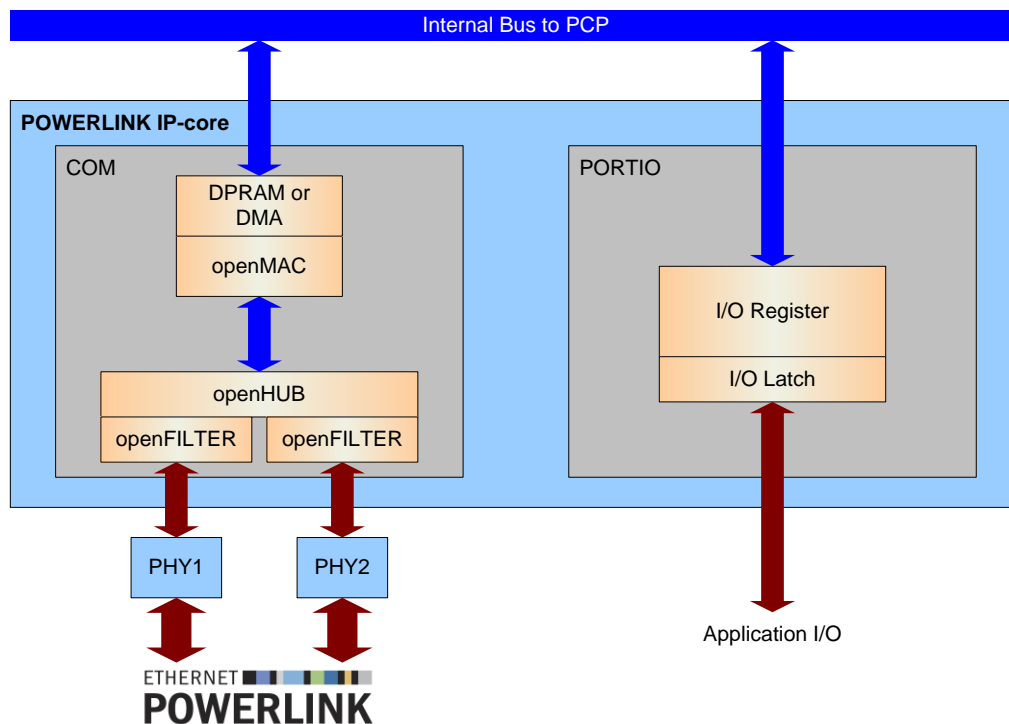 Internal Bus to PCP
POWERLINK IP-core
COM
DPRAM or
DMA
openMAC
openHUB
openFILTER
openFILTER
PHY1
PHY2
ETHERNET
POWERLINK
PORTIO
I/O Register
I/O Latch
Application I/O